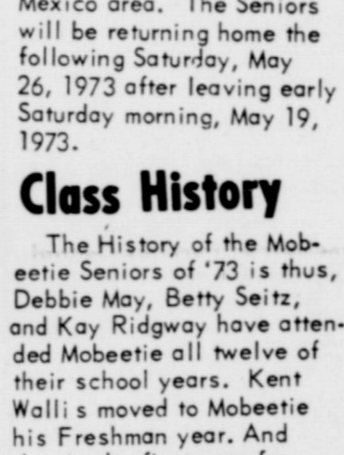 Mexico area. The Seniors
will be returning home the
following Saturday, May
26, 1973 after leaving early
Saturday morning, May 19,
1973.
Class History
The History of the Mob-
eetie Seniors of '73 is thus,
Debbie May, Betty Seitz,
and Kay Ridgway have atten-
ded Mobeetie all twelve of
their school years. Kent
Walli s moved to Mobeetie
his Freshman year. And